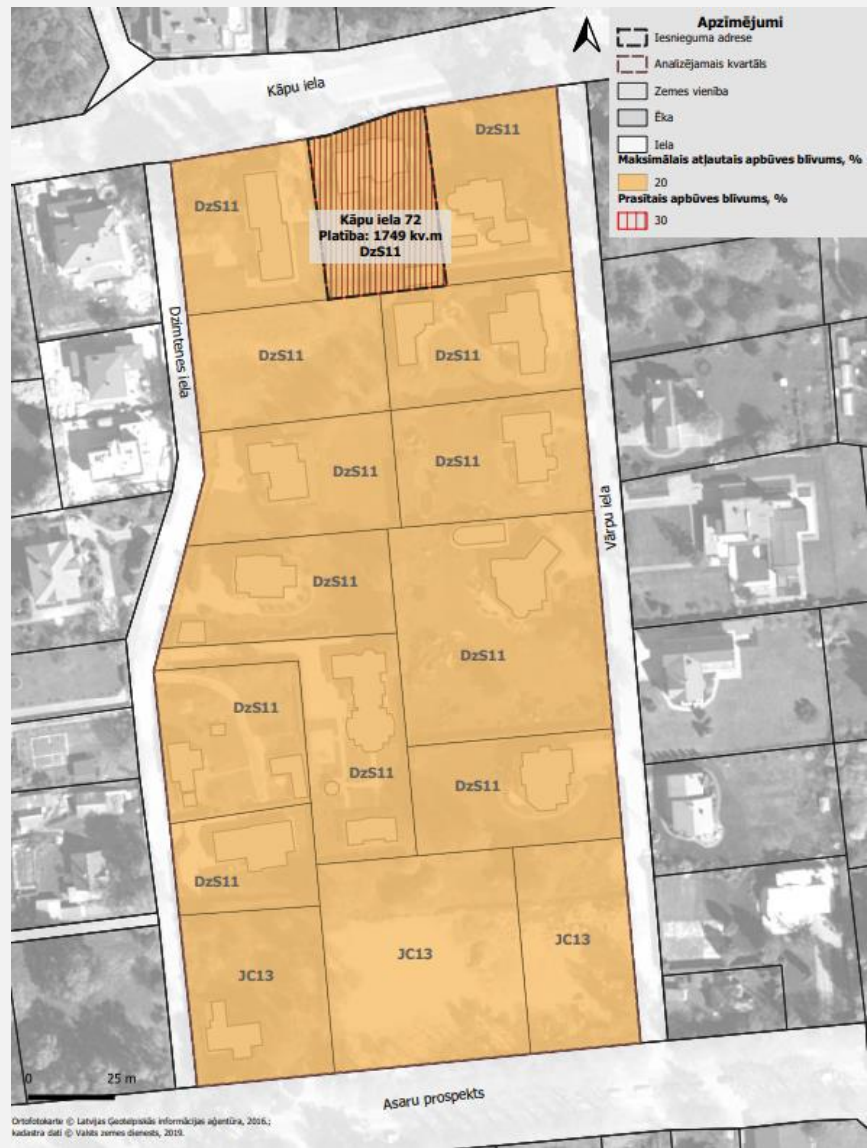 Apzīmējumi
Iesnieguma adrese
Analizējamais kvartāls
Zemes vienība
Ēka
Iela
Maksimālais atļautais apbūves blīvums, %
20
Prasītais apbūves blīvums, %
30
Kāpu iela
DzS11
DzS11
Kāpu iela 72
Platība: 1749 kv.m
DzS11
Dzimtenes iela
DzS11
DzS11
DzS11
DzS11
Vārpu iela
DzS11
DzS11
DzS11
DzS11
DzS11
DzS11
JC13
JC13
JC13
0 25 m
Asaru prospekts
Ortofotokarte © Latvijas Ģeotelpiskās informācijas aģentūra, 2016.;
kadastra dati © Valsts zemes dienests, 2019.